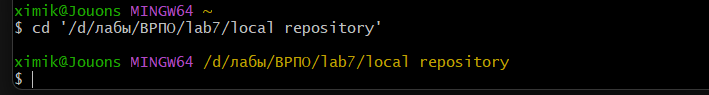 ximik@Jouons MINGW64 ~
$ cd '/d/лабы/ВРПО/lab7/local repository'
ximik@Jouons MINGW64 /d/лабы/ВРПО/lab7/local repository
$